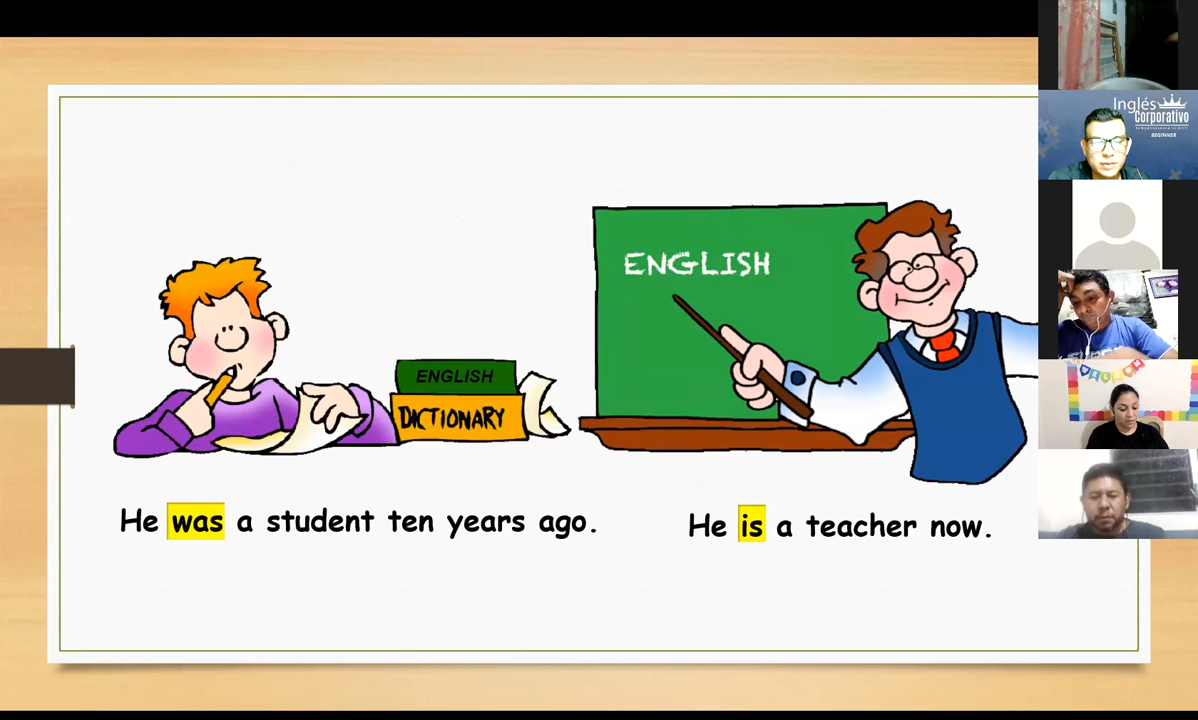 ENGLISH
ENGLISH
DICTIONARY
He was a student ten years ago.
He is a teacher now.
Inglés
Corporativo
BEGINNER